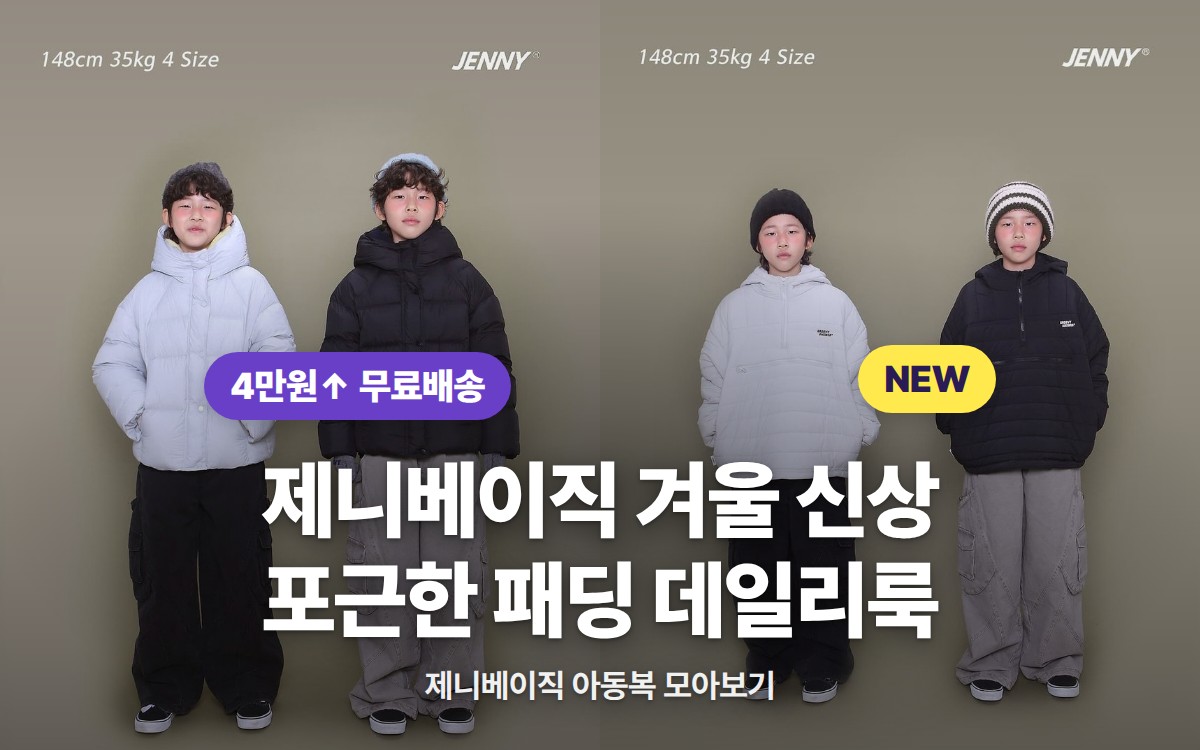 148cm 35kg 4 Size
JENNY®
148cm 35kg 4 Size
JENNY®
4만원↑ 무료배송
NEW
제니베이직 겨울 신상
포근한 패딩 데일리룩
제니베이직 아동복 모아보기